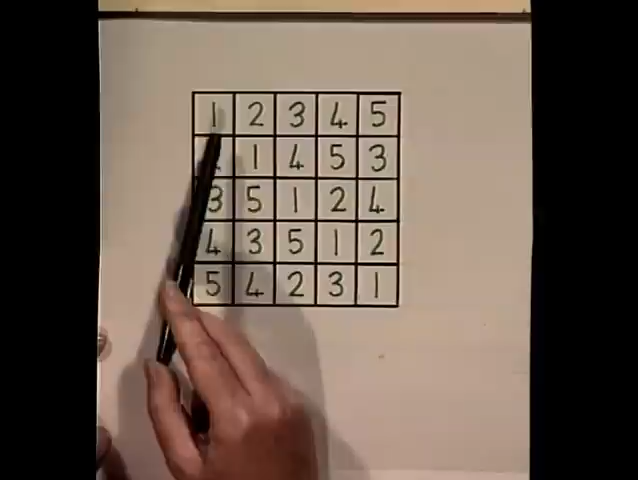 1 2 3 4 5
1 4 5 3
3 5 1 2 4
4 3 5 1 2
5 4 2 3 1